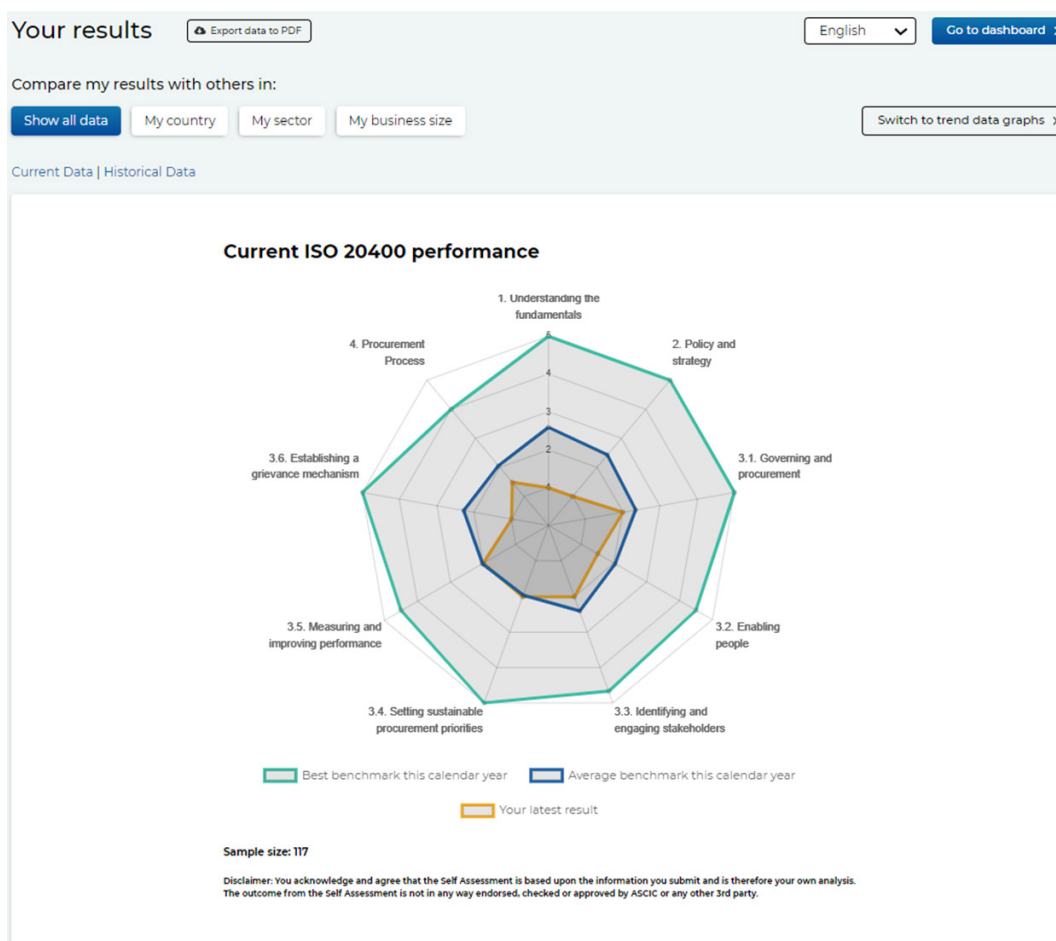 Your results
Export data to PDF
English
Go to dashboard
Compare my results with others in:
Show all data
My country
My sector
My business size
Switch to trend data graphs
Current Data | Historical Data
Current ISO 20400 performance
1. Understanding the
fundamentals
2. Policy and
strategy
3.1. Governing and
procurement
3.2. Enabling
people
3.3. Identifying and
engaging stakeholders
3.4. Setting sustainable
procurement priorities
3.5. Measuring and
improving performance
3.6. Establishing a
grievance mechanism
4. Procurement
Process
5
4
3
2
1
Best benchmark this calendar year
Average benchmark this calendar year
Your latest result
Sample size: 117
Disclaimer: You acknowledge and agree that the Self Assessment is based upon the information you submit and is therefore your own analysis.
The outcome from the Self Assessment is not in any way endorsed, checked or approved by ASCIC or any other 3rd party.